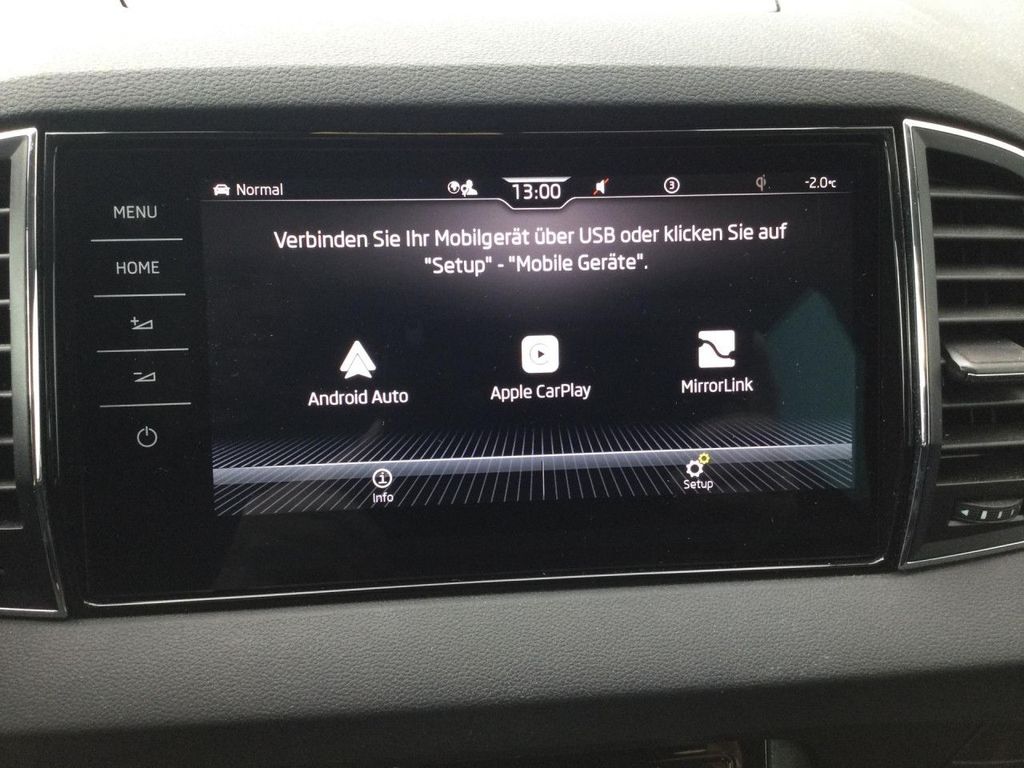 Normal
13:00
3
-2.0°C
MENU
HOME
Verbinden Sie Ihr Mobilgerät über USB oder klicken Sie auf
"Setup" - "Mobile Geräte".
Android Auto
Apple CarPlay
MirrorLink
Info
Setup